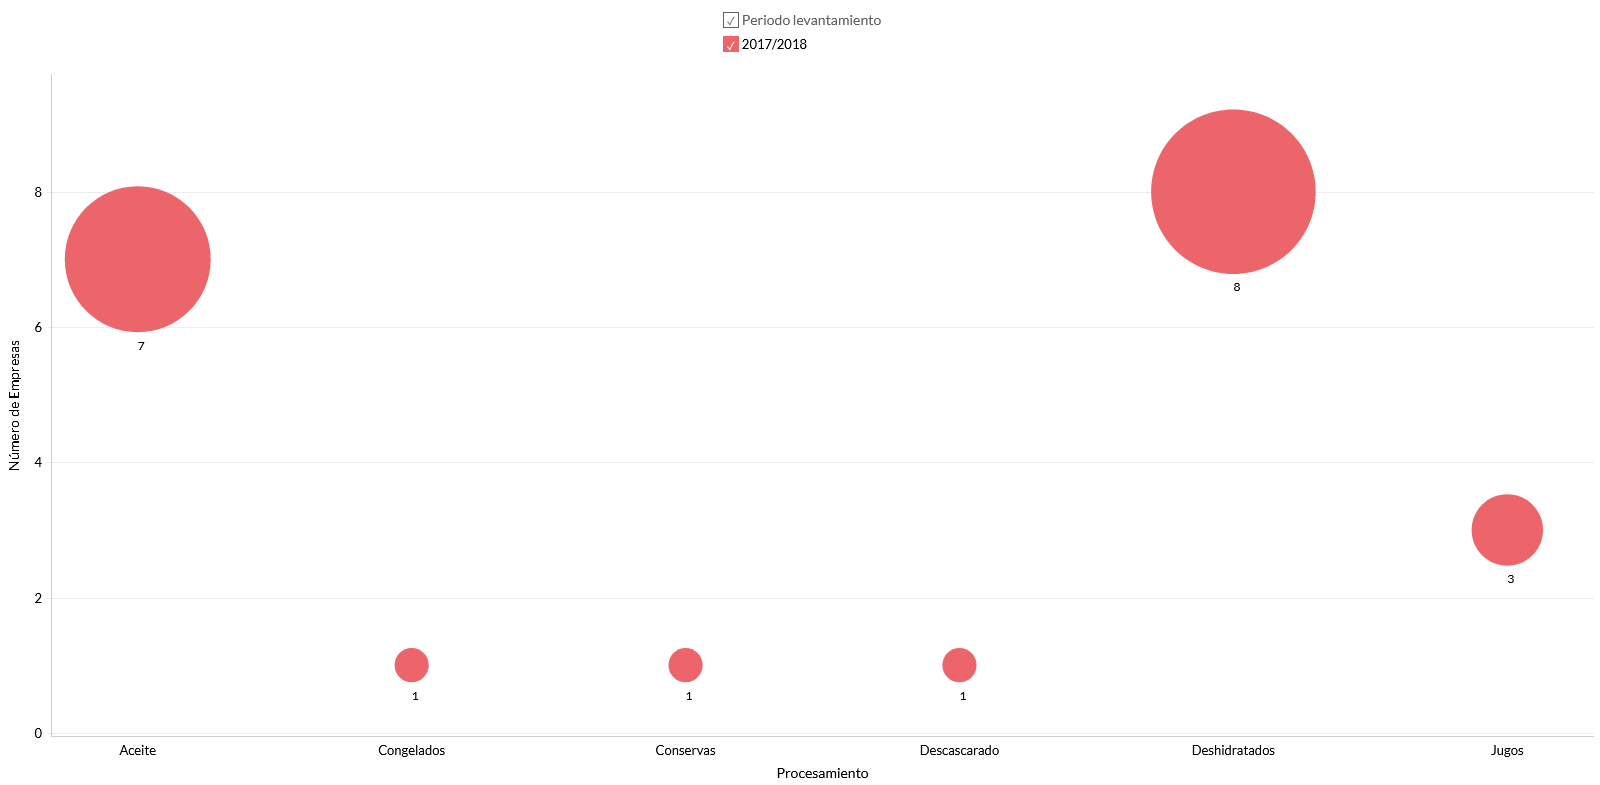 Periodo levantamiento
2017/2018
Número de Empresas
8
6
4
2
0
7
1
1
1
8
3
Aceite
Congelados
Conservas
Descascarado
Deshidratados
Jugos
Procesamiento